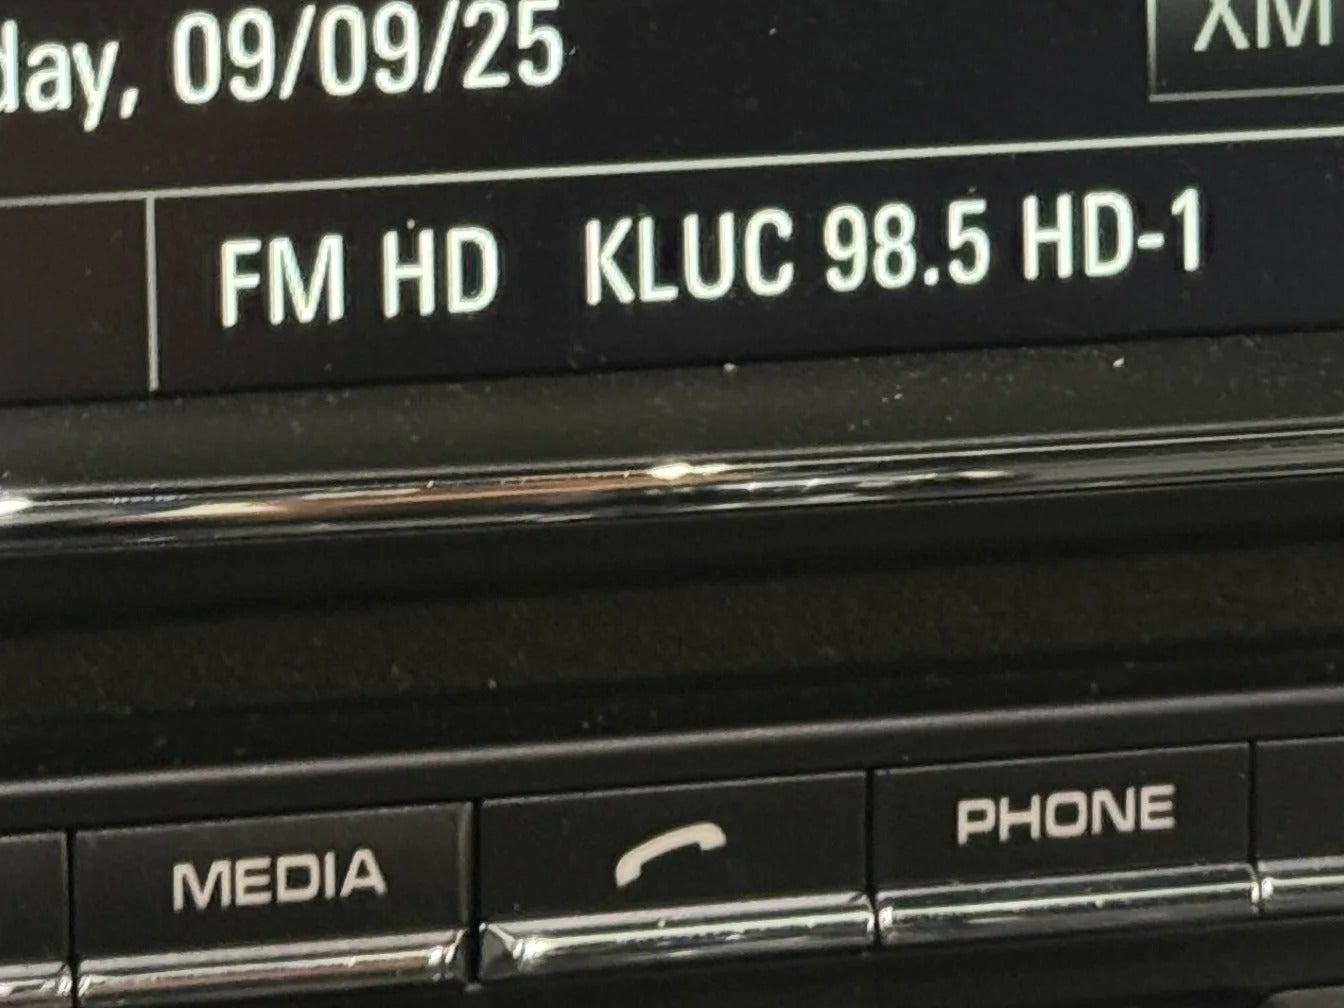 day, 09/09/25
XM
FM HD KLUC 98.5 HD-1
MEDIA
PHONE